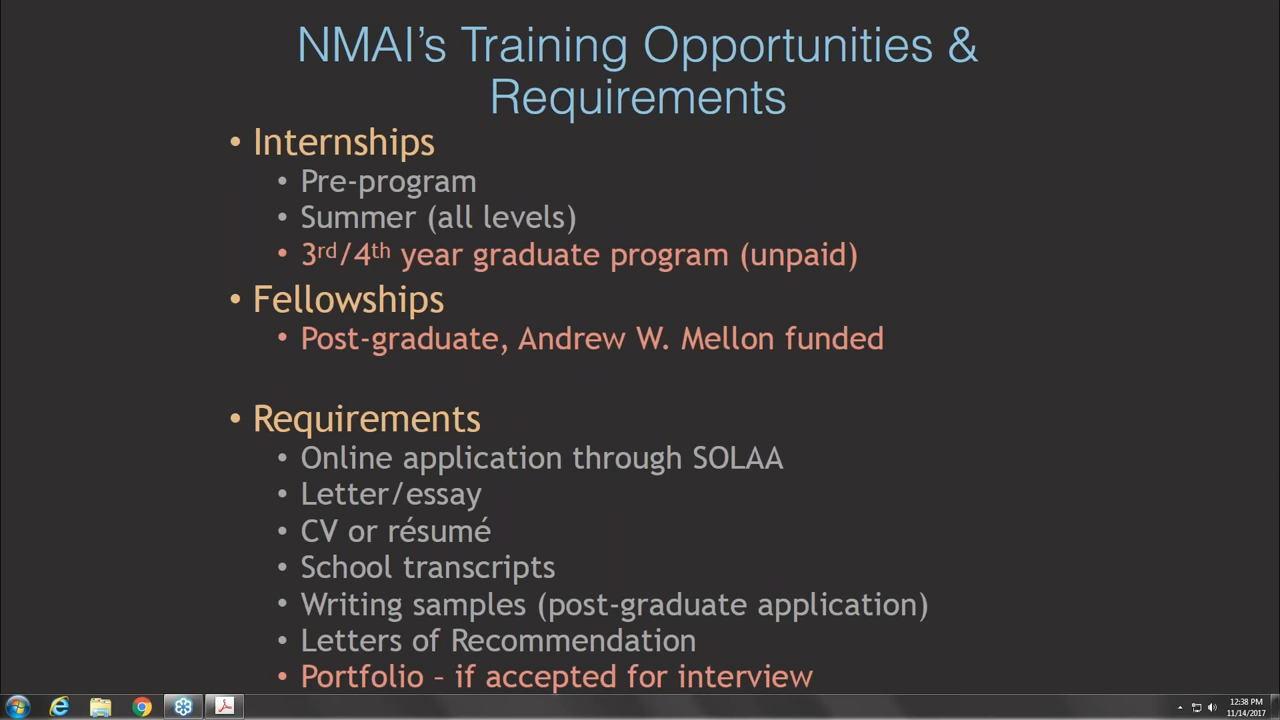 NMAI’s Training Opportunities &
Requirements
• Internships
• Pre-program
• Summer (all levels)
• 3rd/4th year graduate program (unpaid)
• Fellowships
• Post-graduate, Andrew W. Mellon funded
• Requirements
• Online application through SOLAA
• Letter/essay
• CV or résumé
• School transcripts
• Writing samples (post-graduate application)
• Letters of Recommendation
• Portfolio – if accepted for interview
12:38 PM
11/14/2017